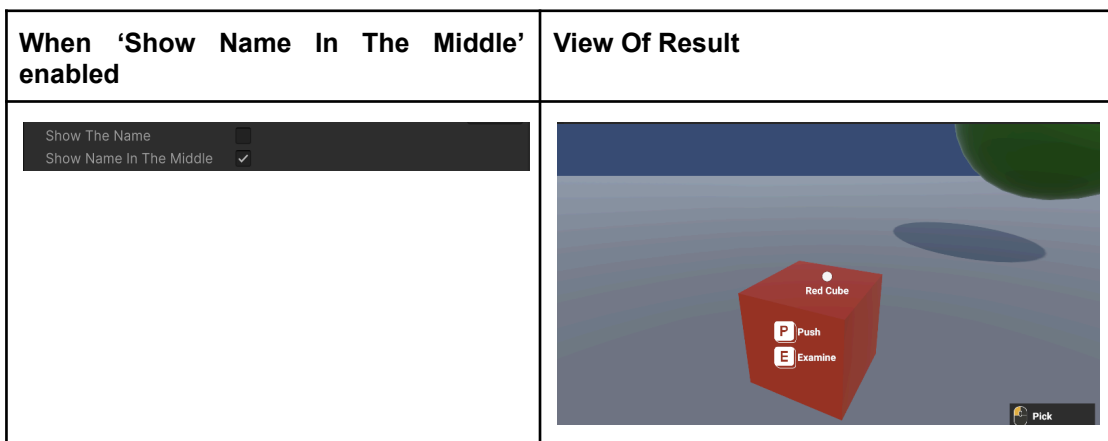 When ‘Show Name In The Middle’
enabled
View Of Result
Show The Name
Show Name In The Middle
Red Cube
P Push
E Examine
Pick